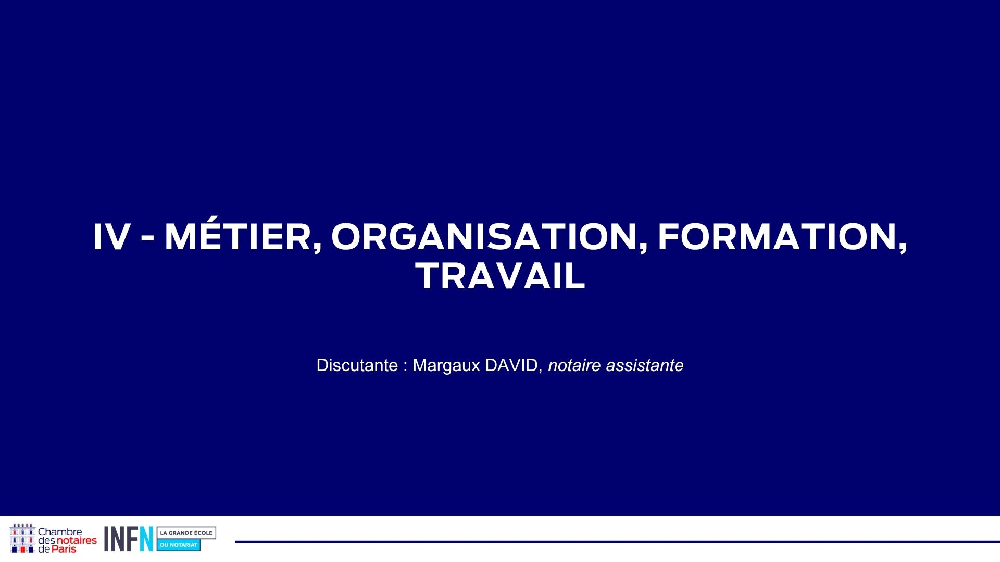 IV - MÉTIER, ORGANISATION, FORMATION,
TRAVAIL
Discutante : Margaux DAVID, notaire assistante
Chambre
des notaires
de Paris
INFN
LA GRANDE ÉCOLE
DU NOTARIAT